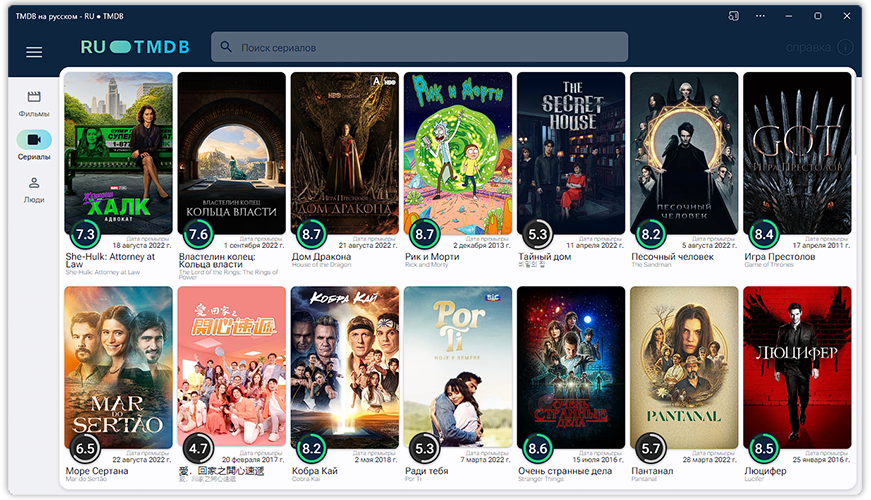 TMDB на русском - RU ● TMDB
RU TMDB
Поиск сериалов
справка
Фильмы
Сериалы
Люди
ХАЛК
АДВОКАТ
7.3
Дата премьеры
18 августа 2022 г.
She-Hulk: Attorney at
Law
She-Hulk: Attorney at Law
ВЛАСТЕЛИН КОЛЕЦ
КОЛЬЦА ВЛАСТИ
7.6
Дата премьеры
1 сентября 2022 г.
Властелин колец:
Кольца власти
The Lord of the Rings: The Rings of
Power
HBO
ИГРА ПРЕСТОЛОВ
ДОМ ДРАКОНА
8.7
Дата премьеры
21 августа 2022 г.
Дом Дракона
House of the Dragon
Рик и Морти
8.7
Дата премьеры
2 декабря 2013 г.
Рик и Морти
Rick and Morty
THE
SECRET
HOUSE
5.3
Дата премьеры
11 апреля 2022 г.
Тайный дом
비밀의 집
ПЕСОЧНЫЙ
ЧЕЛОВЕК
8.2
Дата премьеры
5 августа 2022 г.
Песочный человек
The Sandman
GOT
ИГРА ПРЕСТОЛОВ
8.4
Дата премьеры
17 апреля 2011 г.
Игра Престолов
Game of Thrones
MAR
DO
SERTÃO
6.5
Дата премьеры
22 августа 2022 г.
Море Сертана
Mar do Sertão
愛.回家之
開心速遞
4.7
Дата премьеры
20 февраля 2017 г.
愛．回家之開心速遞
愛．回家之開心速遞
КОБРА КАЙ
8.2
Дата премьеры
2 мая 2018 г.
Кобра Кай
Cobra Kai
Por
Ti
HOJE E SEMPRE
5.3
Дата премьеры
7 марта 2022 г.
Ради тебя
Por Ti
ОЧЕНЬ
СТРАННЫЕ
ДЕЛА
8.6
Дата премьеры
15 июля 2016 г.
Очень странные дела
Stranger Things
PANTANAL
5.7
Дата премьеры
28 марта 2022 г.
Пантанал
Pantanal
ЛЮЦИФЕР
8.5
Дата премьеры
25 января 2016 г.
Люцифер
Lucifer